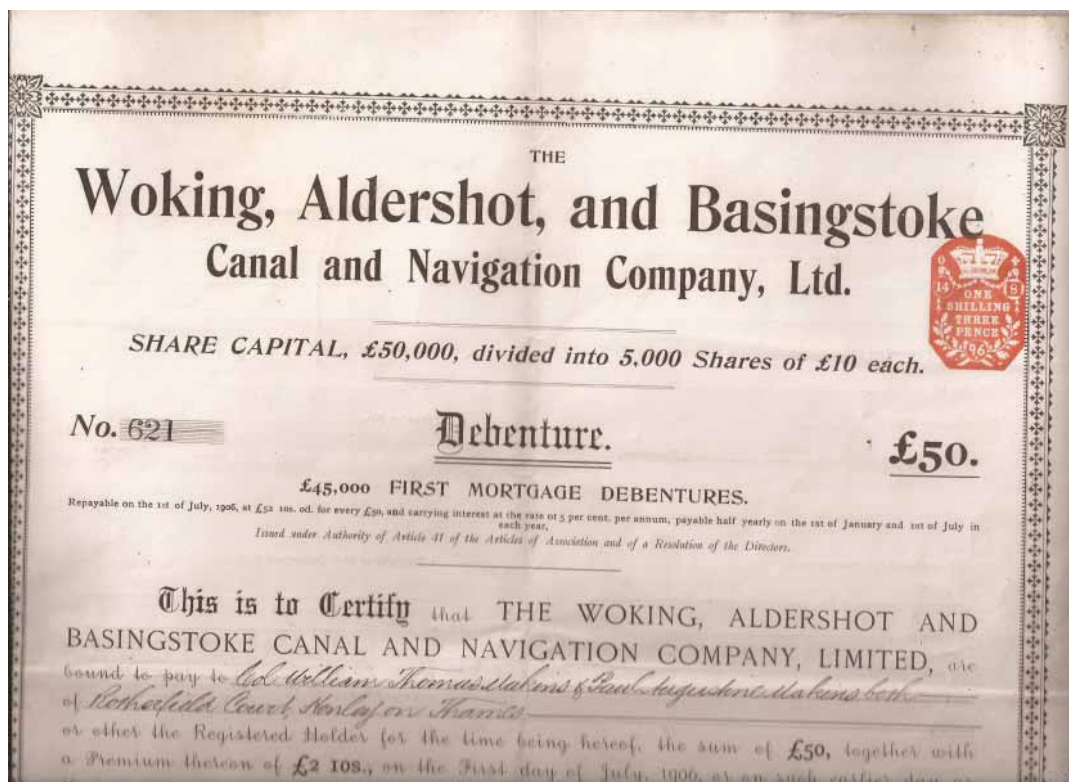 THE
Woking, Aldershot, and Basingstoke
Canal and Navigation Company, Ltd.
14 8
ONE
SHILLING
THREE
PENCE
96
SHARE CAPITAL, £50,000, divided into 5,000 Shares of £10 each.
No. 621 Debenture. £50.
£45,000 FIRST MORTGAGE DEBENTURES.
Repayable on the 1st of July, 1906, at £52 10s. 0d. for every £50, and carrying interest at the rate of 5 per cent. per annum, payable half yearly on the 1st of January and 1st of July in
each year,
Issued under Authority of Article 41 of the Articles of Association and of a Resolution of the Directors.
This is to Certify that THE WOKING, ALDERSHOT AND
BASINGSTOKE CANAL AND NAVIGATION COMPANY, LIMITED, are
bound to pay to Col William Thomas Makins & Paul Augustine Makins both
of Rotherfield Court, Henley on Thames
or other the Registered Holder for the time being hereof, the sum of £50, together with
a Premium thereon of £2 10s., on the First day of July, 1906, or on such earlier